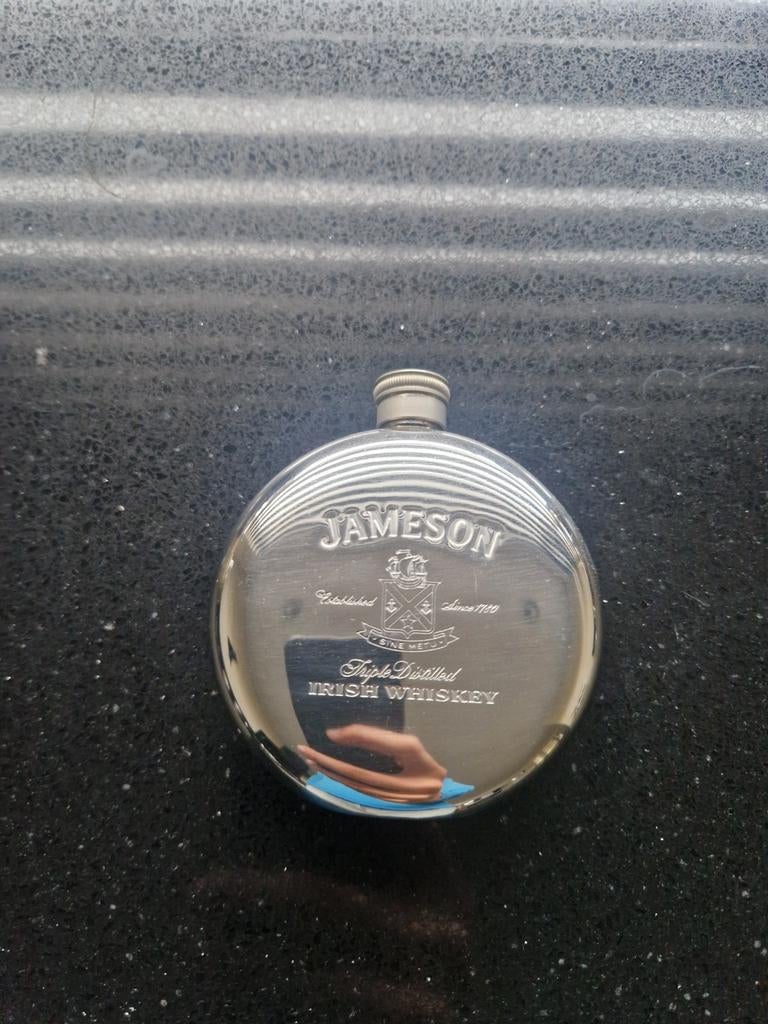 JAMESON
Established Since 1780
SINE METU
Triple Distilled
IRISH WHISKEY